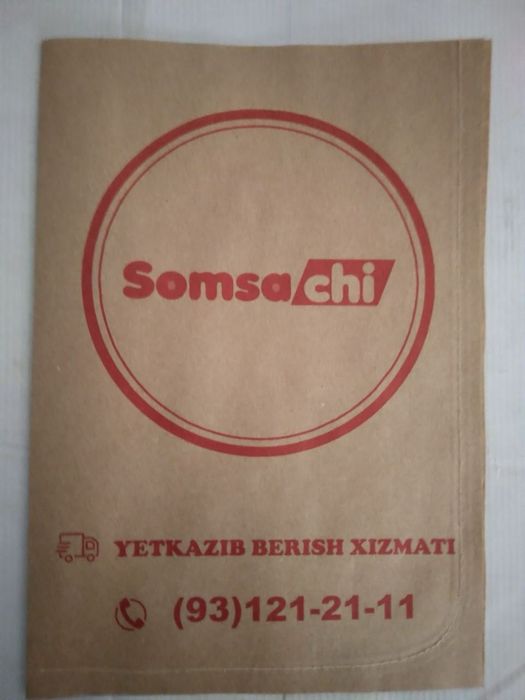 Somsachi
YETKAZIB BERISH XIZMATI
(93)121-21-11